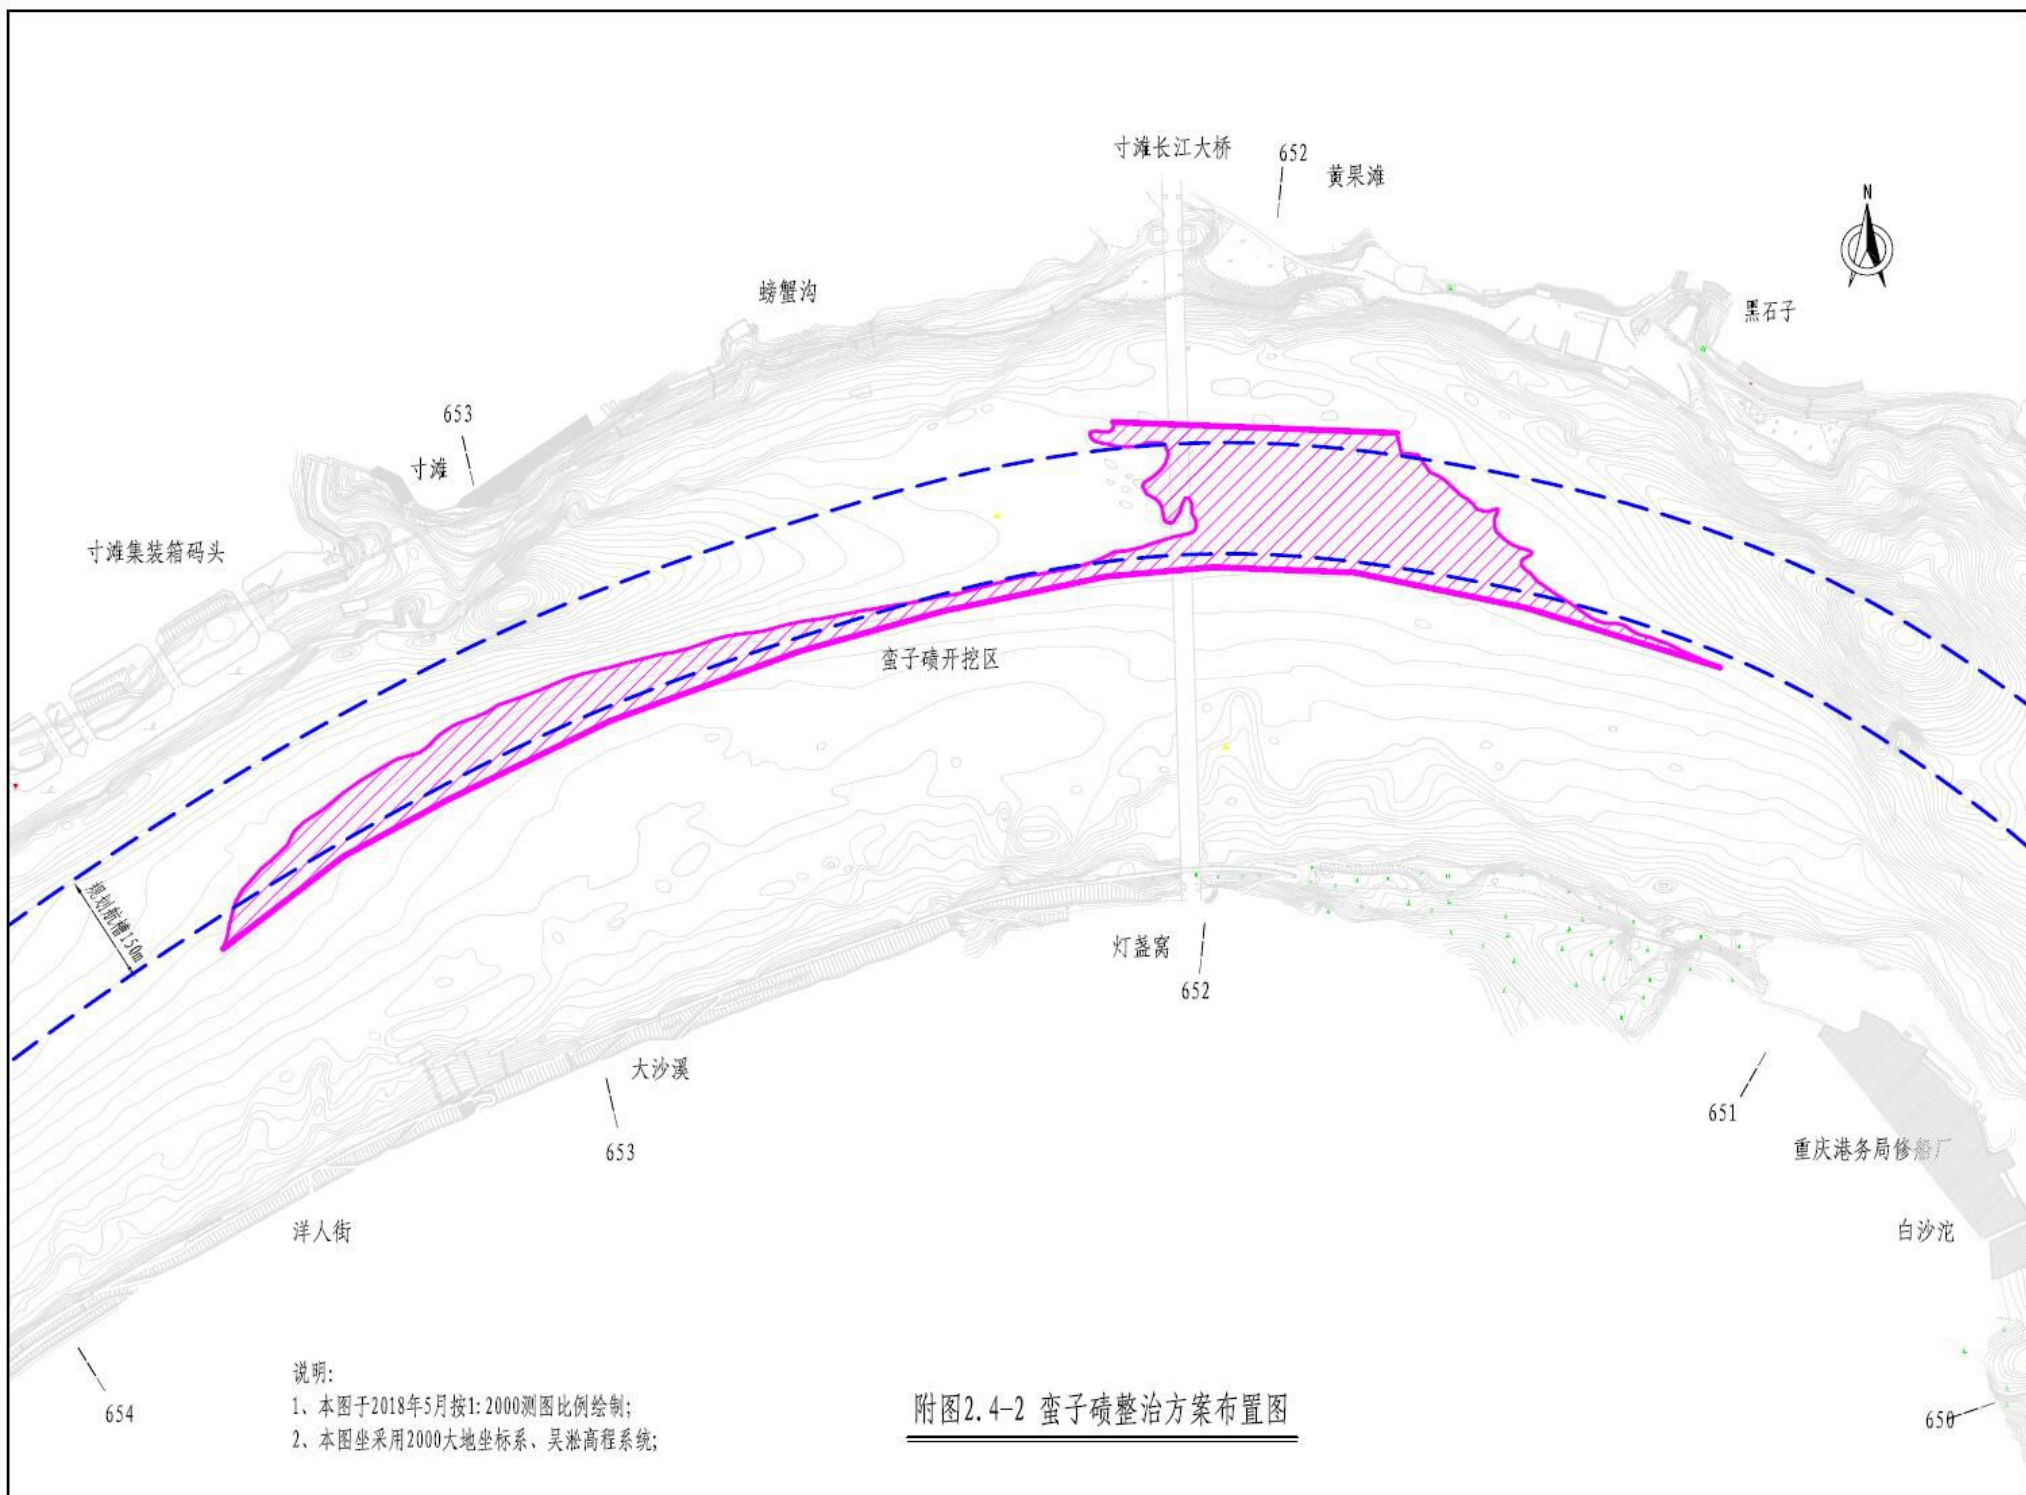 寸滩长江大桥
652
黄果滩
N
螃蟹沟
黑石子
653
寸滩
寸滩集装箱码头
蛮子碛开挖区
规划航槽150m
灯盏窝
652
大沙溪
653
651
重庆港务局修船厂
洋人街
白沙沱
654
650
说明:
1、本图于2018年5月按1:2000测图比例绘制;
2、本图坐采用2000大地坐标系、吴淞高程系统;
附图2.4-2 蛮子碛整治方案布置图